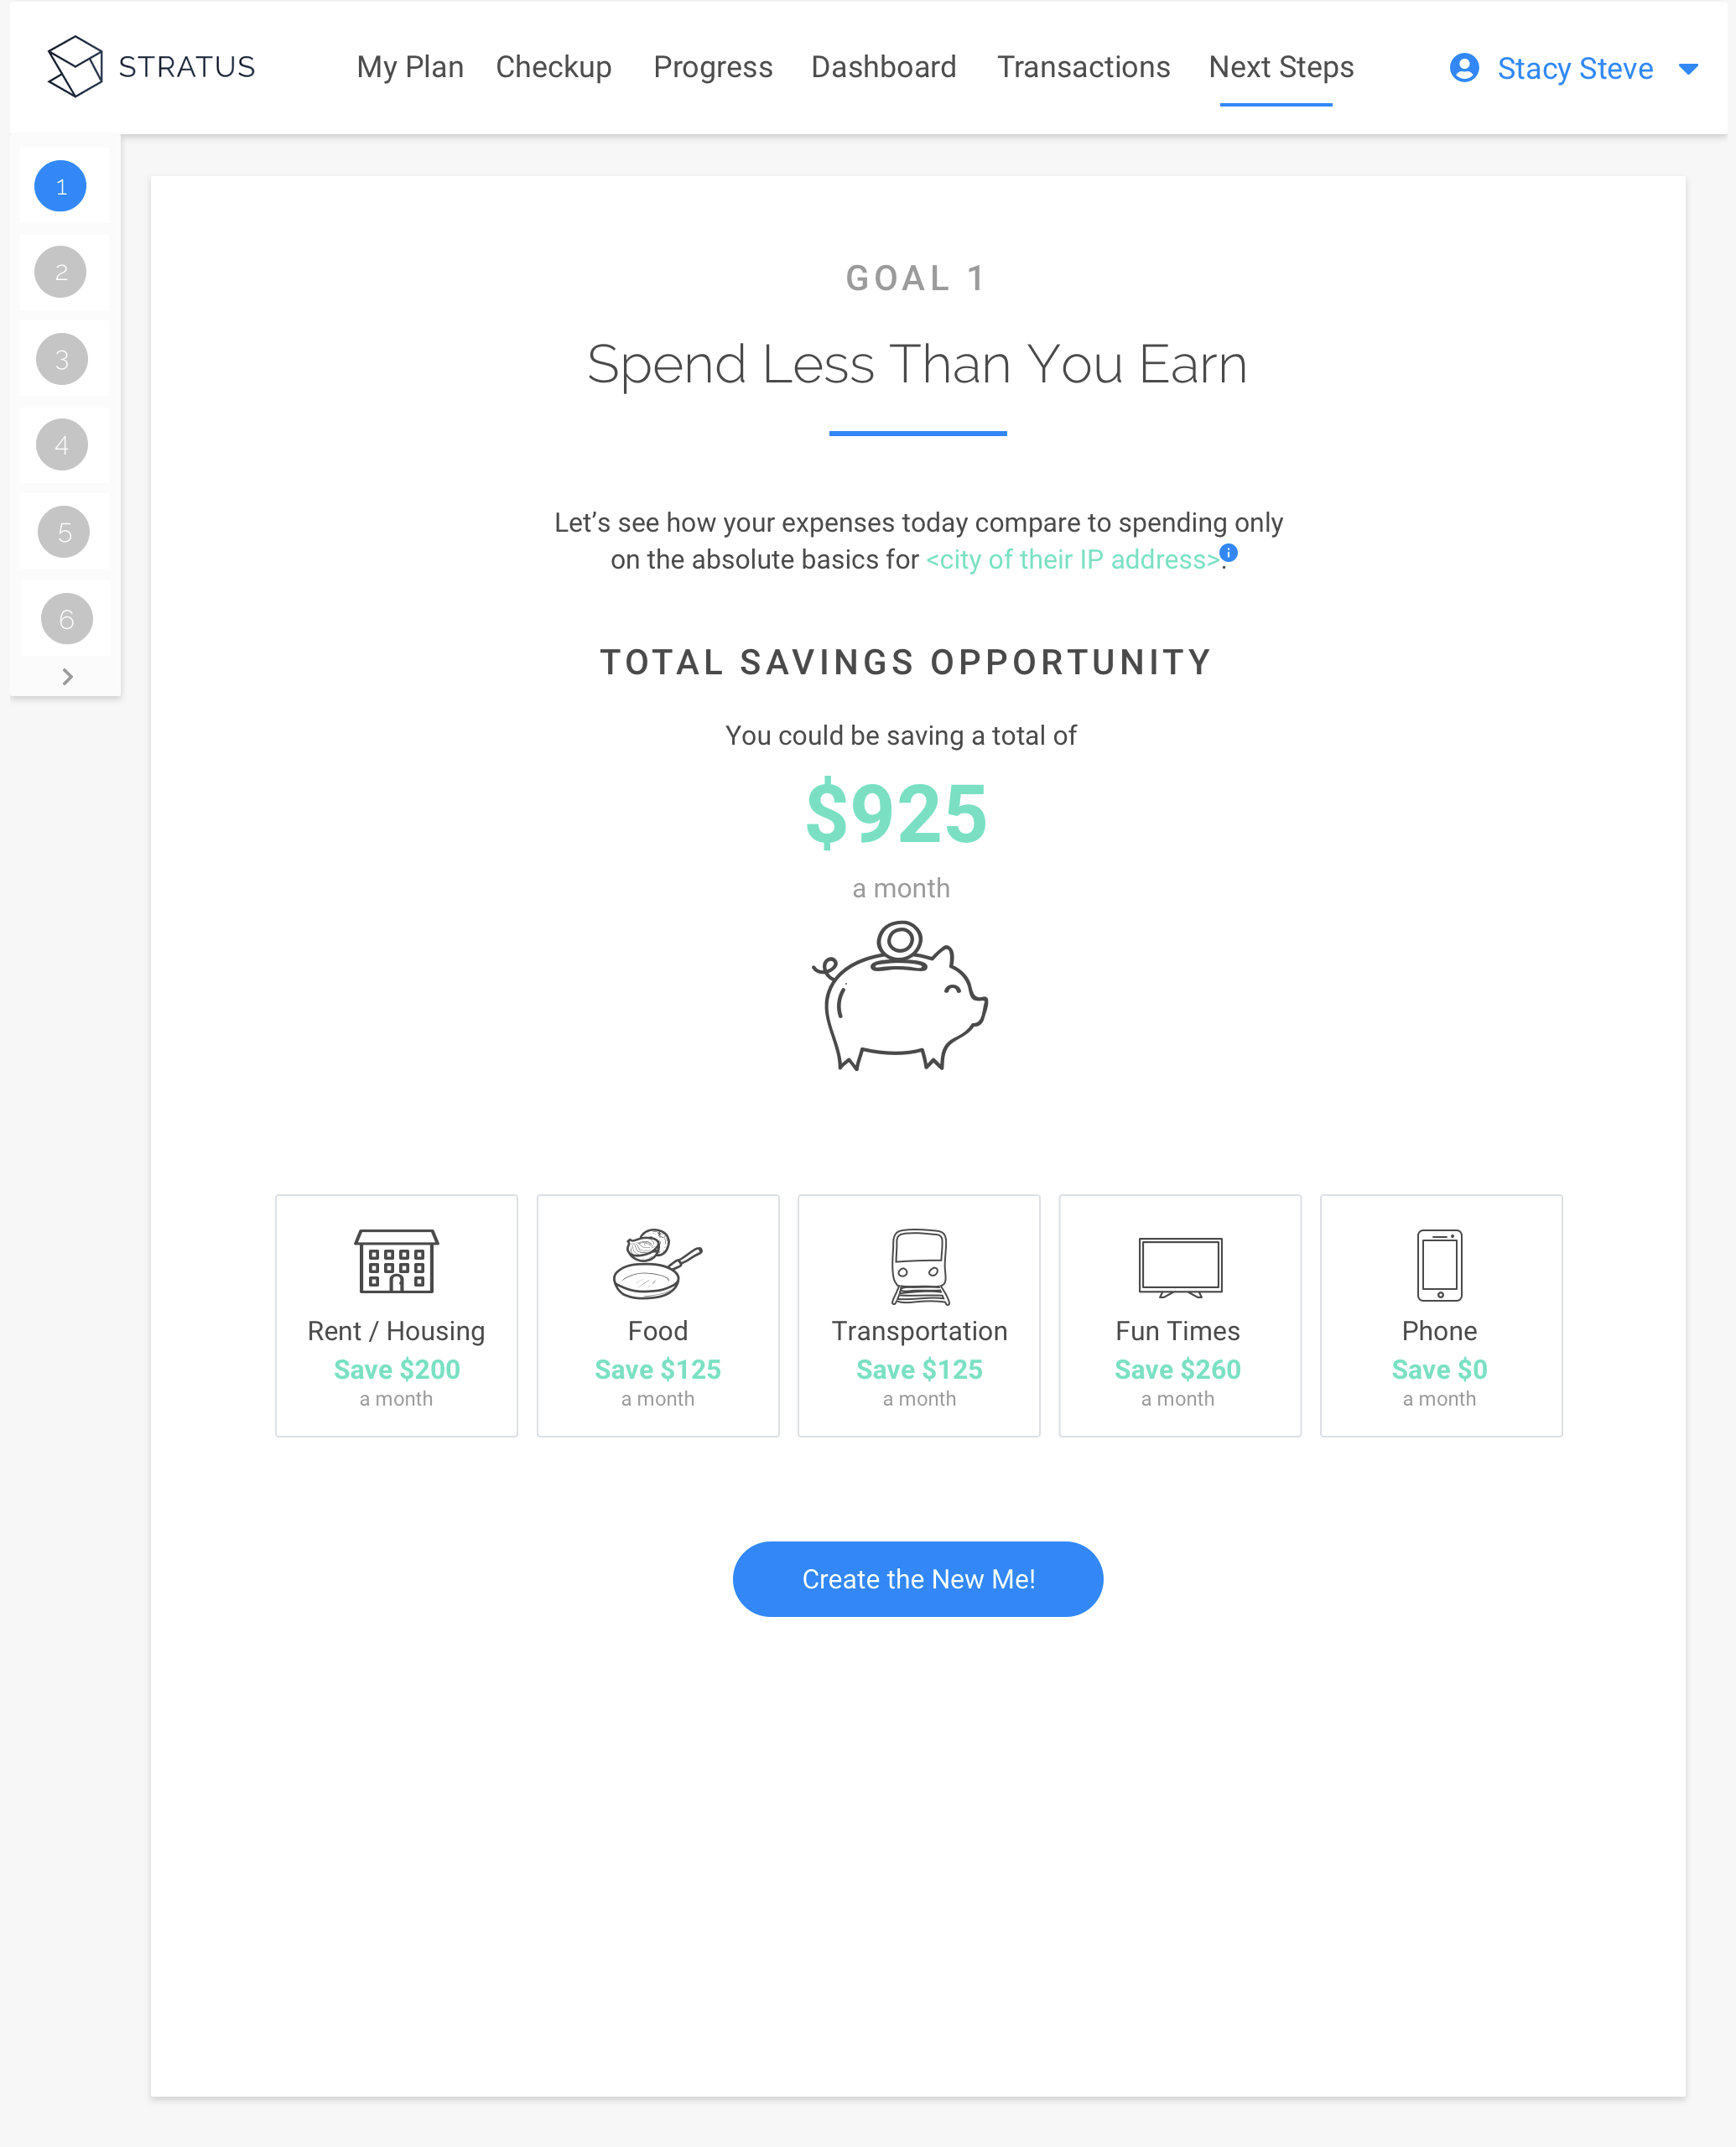 STRATUS
My Plan Checkup Progress Dashboard Transactions Next Steps
Stacy Steve
1
2
3
4
5
6
GOAL 1
Spend Less Than You Earn
Let’s see how your expenses today compare to spending only
on the absolute basics for <city of their IP address>.
i
TOTAL SAVINGS OPPORTUNITY
You could be saving a total of
$925
a month
Rent / Housing
Save $200
a month
Food
Save $125
a month
Transportation
Save $125
a month
Fun Times
Save $260
a month
Phone
Save $0
a month
Create the New Me!